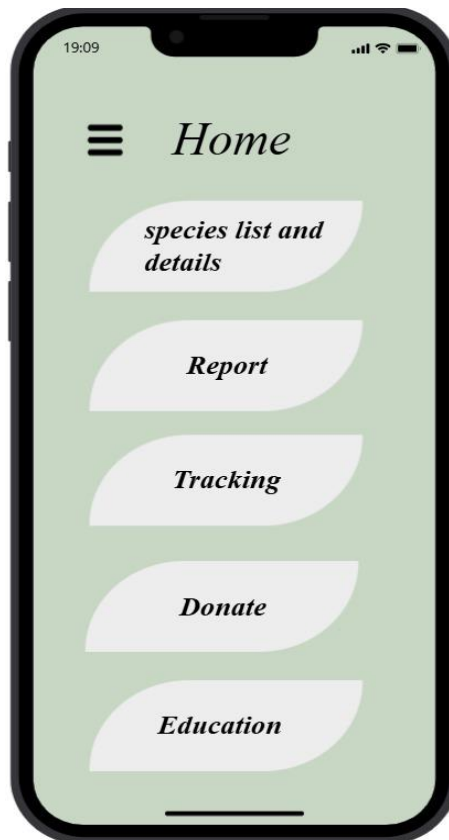 19:09
Home
species list and
details
Report
Tracking
Donate
Education